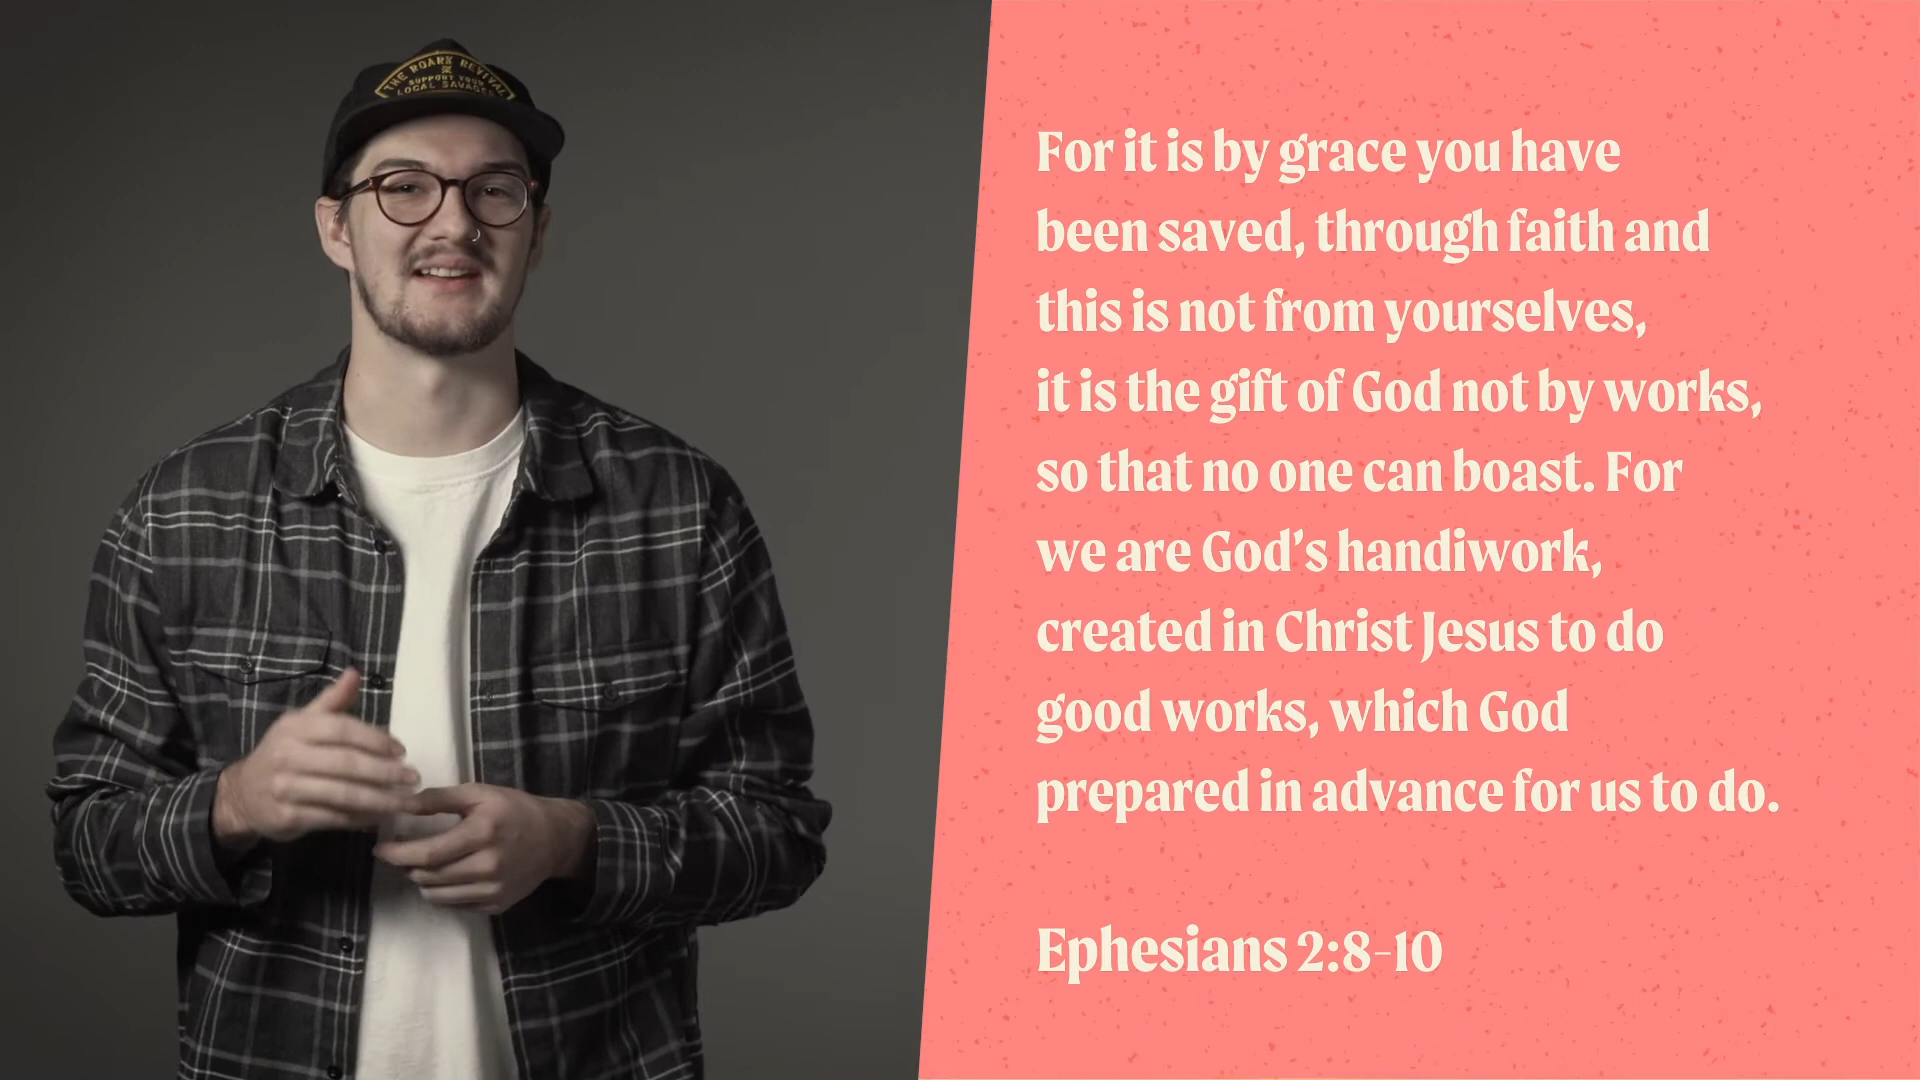 THE ROARK REVIVAL
SUPPORT YOUR
LOCAL SAVAGES
For it is by grace you have
been saved, through faith and
this is not from yourselves,
it is the gift of God not by works,
so that no one can boast. For
we are God’s handiwork,
created in Christ Jesus to do
good works, which God
prepared in advance for us to do.
Ephesians 2:8-10